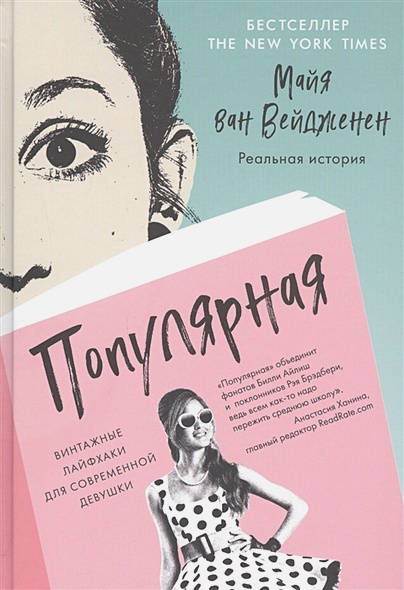 БЕСТСЕЛЛЕР
THE NEW YORK TIMES
Майя
ван Вейдженен
Реальная история
Популярная
«Популярная» объединит
фанатов Билли Айлиш
и поклонников Рэя Брэдбери,
ведь всем как-то надо
пережить среднюю школу».
Анастасия Ханина,
главный редактор ReadRate.com
ВИНТАЖНЫЕ
ЛАЙФХАКИ
ДЛЯ СОВРЕМЕННОЙ
ДЕВУШКИ